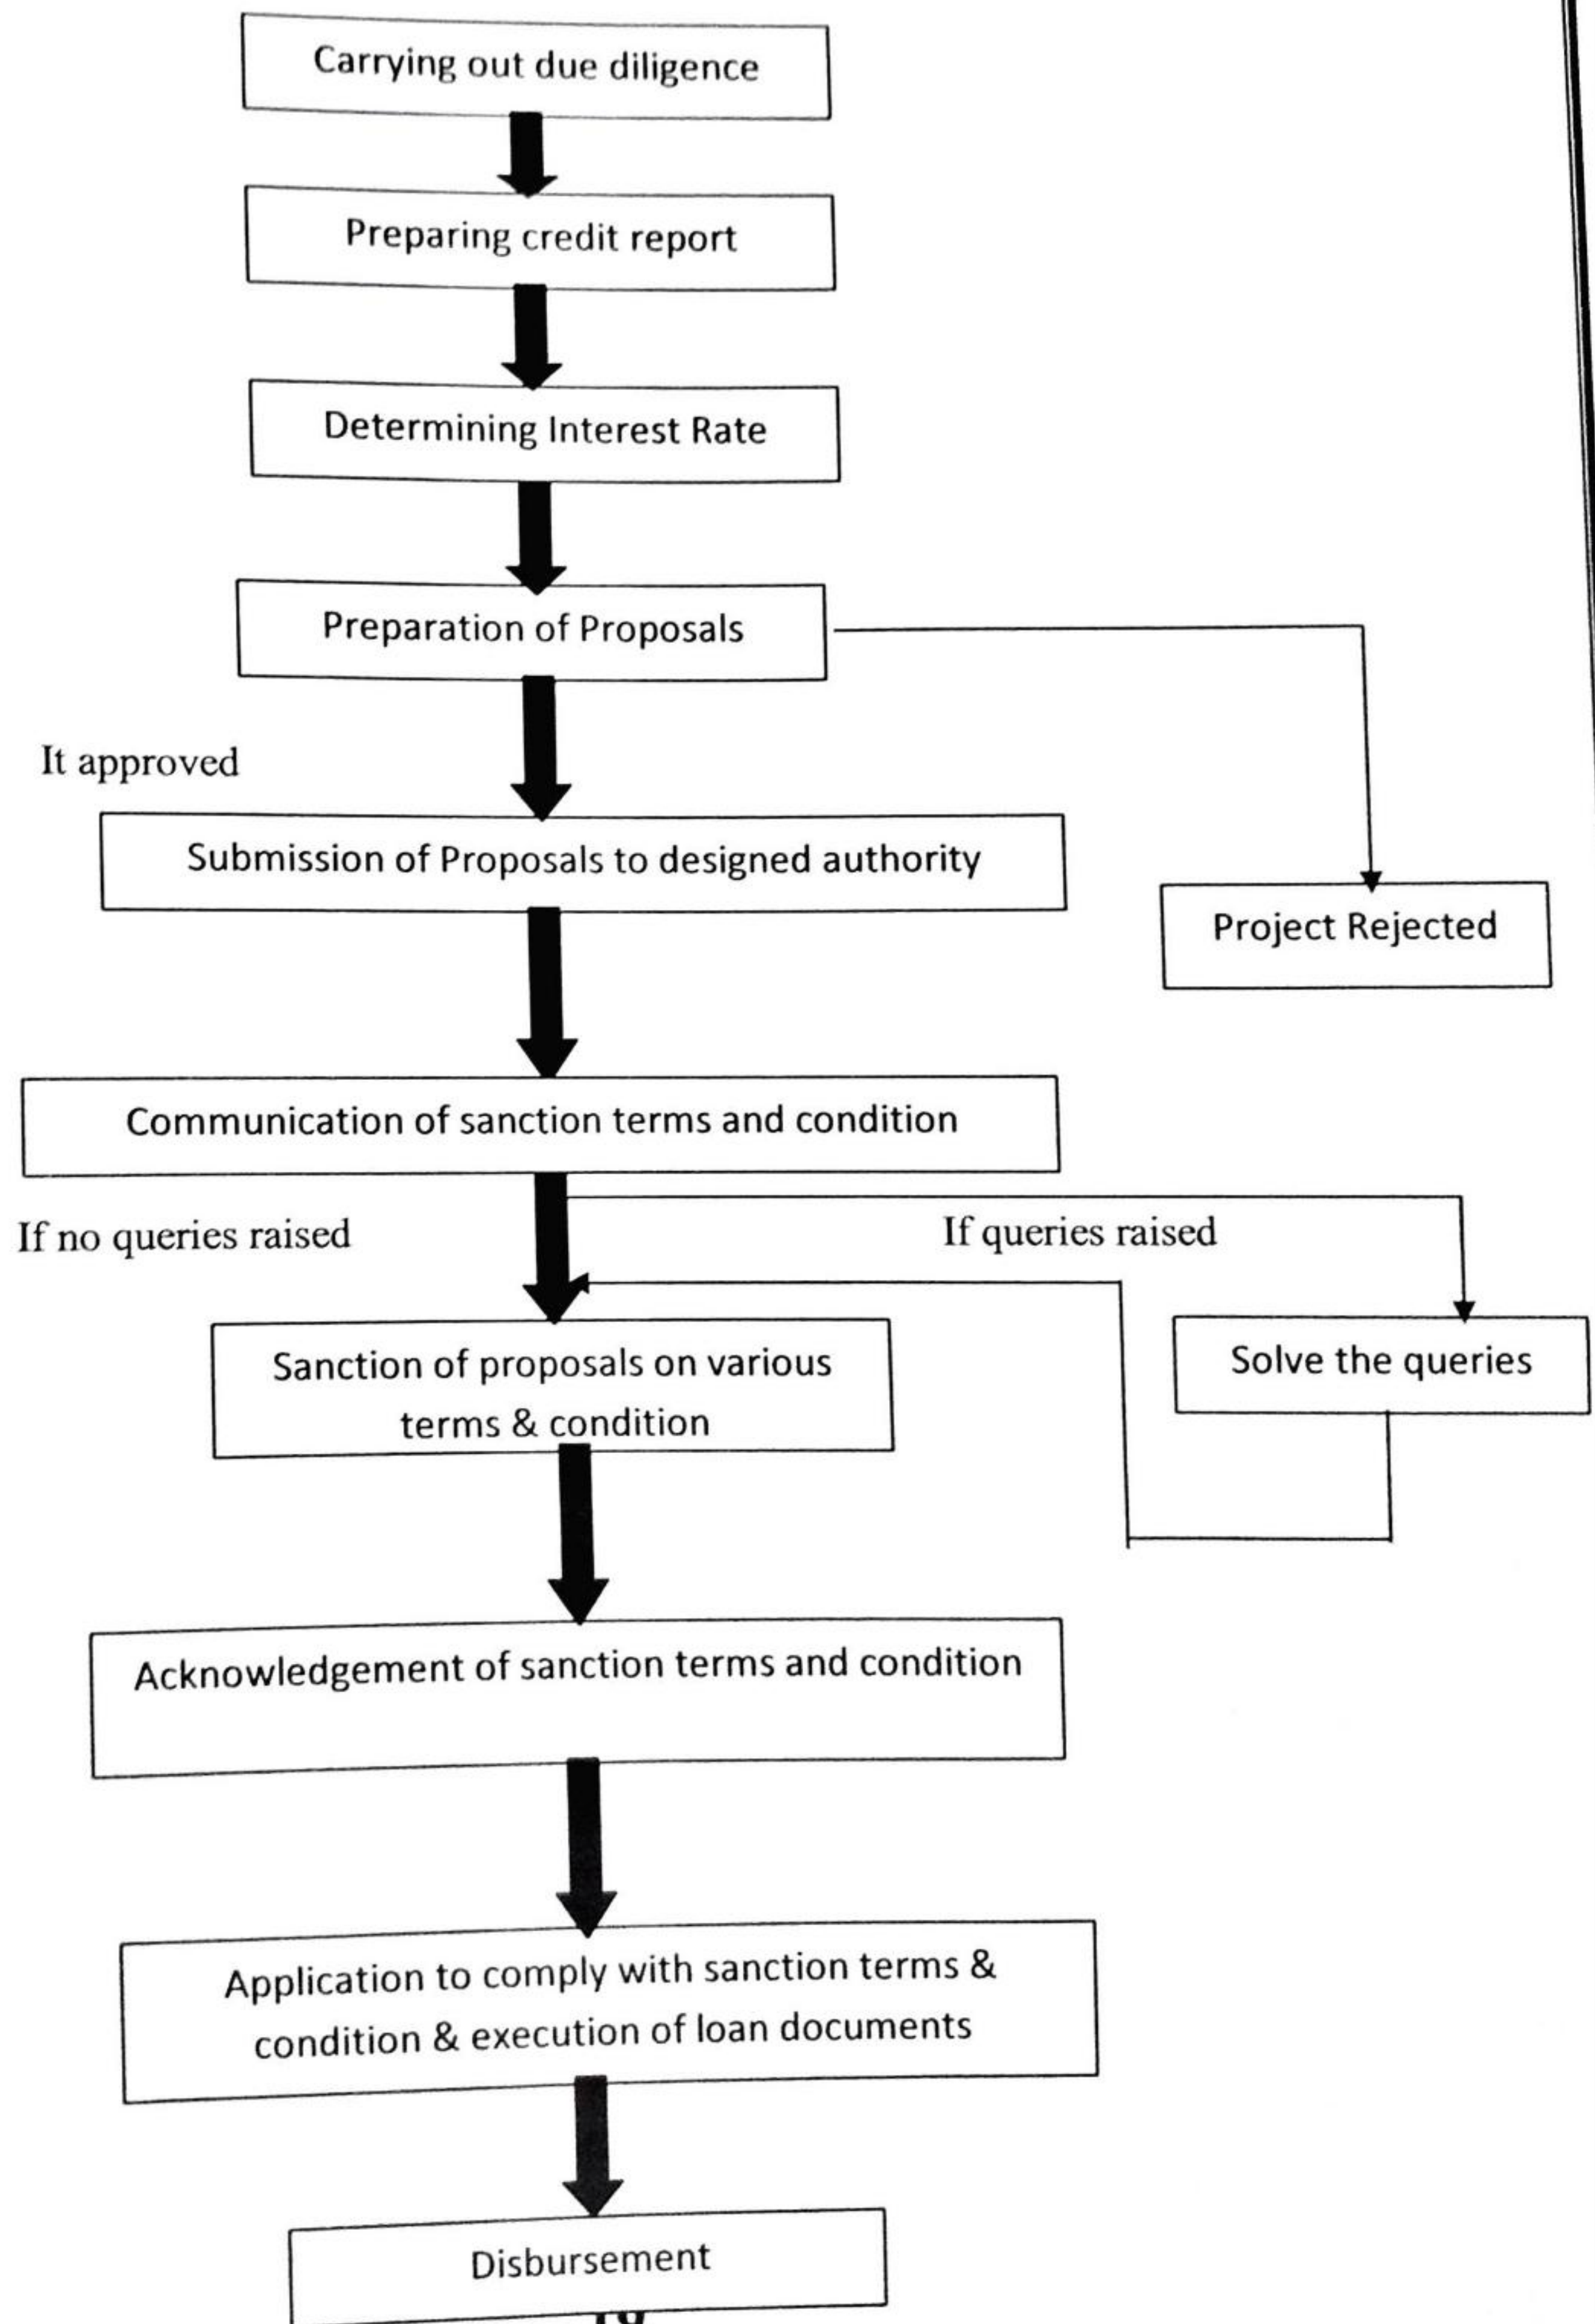 Carrying out due diligence
Preparing credit report
Determining Interest Rate
Preparation of Proposals
It approved
Submission of Proposals to designed authority
Project Rejected
Communication of sanction terms and condition
If no queries raised
If queries raised
Sanction of proposals on various
terms & condition
Solve the queries
Acknowledgement of sanction terms and condition
Application to comply with sanction terms &
condition & execution of loan documents
Disbursement